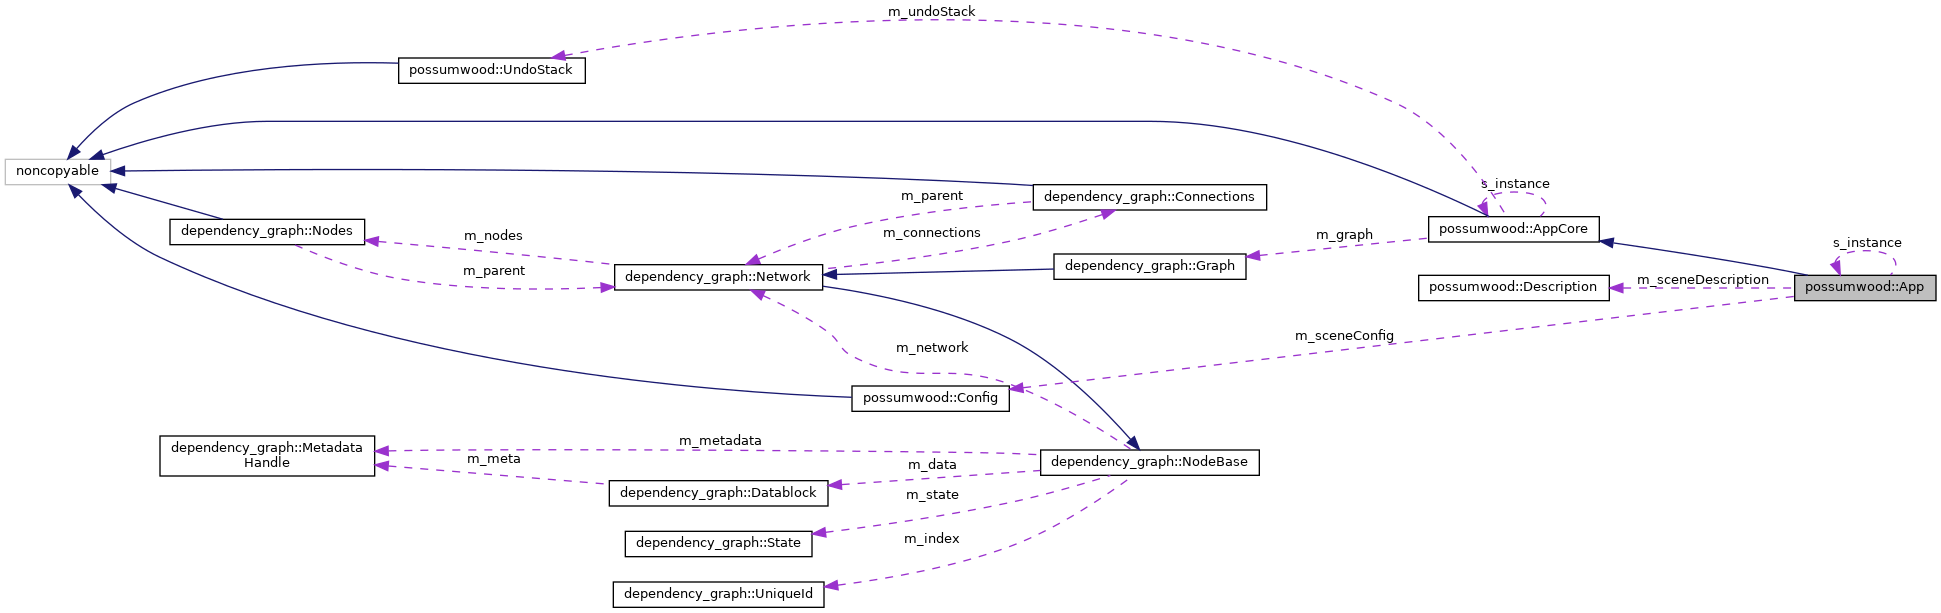 m_undoStack
possumwood::UndoStack
noncopyable
s_instance
m_parent
dependency_graph::Connections
dependency_graph::Nodes
m_nodes
m_connections
m_graph
possumwood::AppCore
s_instance
m_parent
dependency_graph::Network
dependency_graph::Graph
m_sceneDescription
possumwood::Description
possumwood::App
m_sceneConfig
m_network
possumwood::Config
dependency_graph::Metadata
Handle
m_metadata
m_meta
m_data
dependency_graph::NodeBase
dependency_graph::Datablock
m_state
dependency_graph::State
m_index
dependency_graph::UniqueId